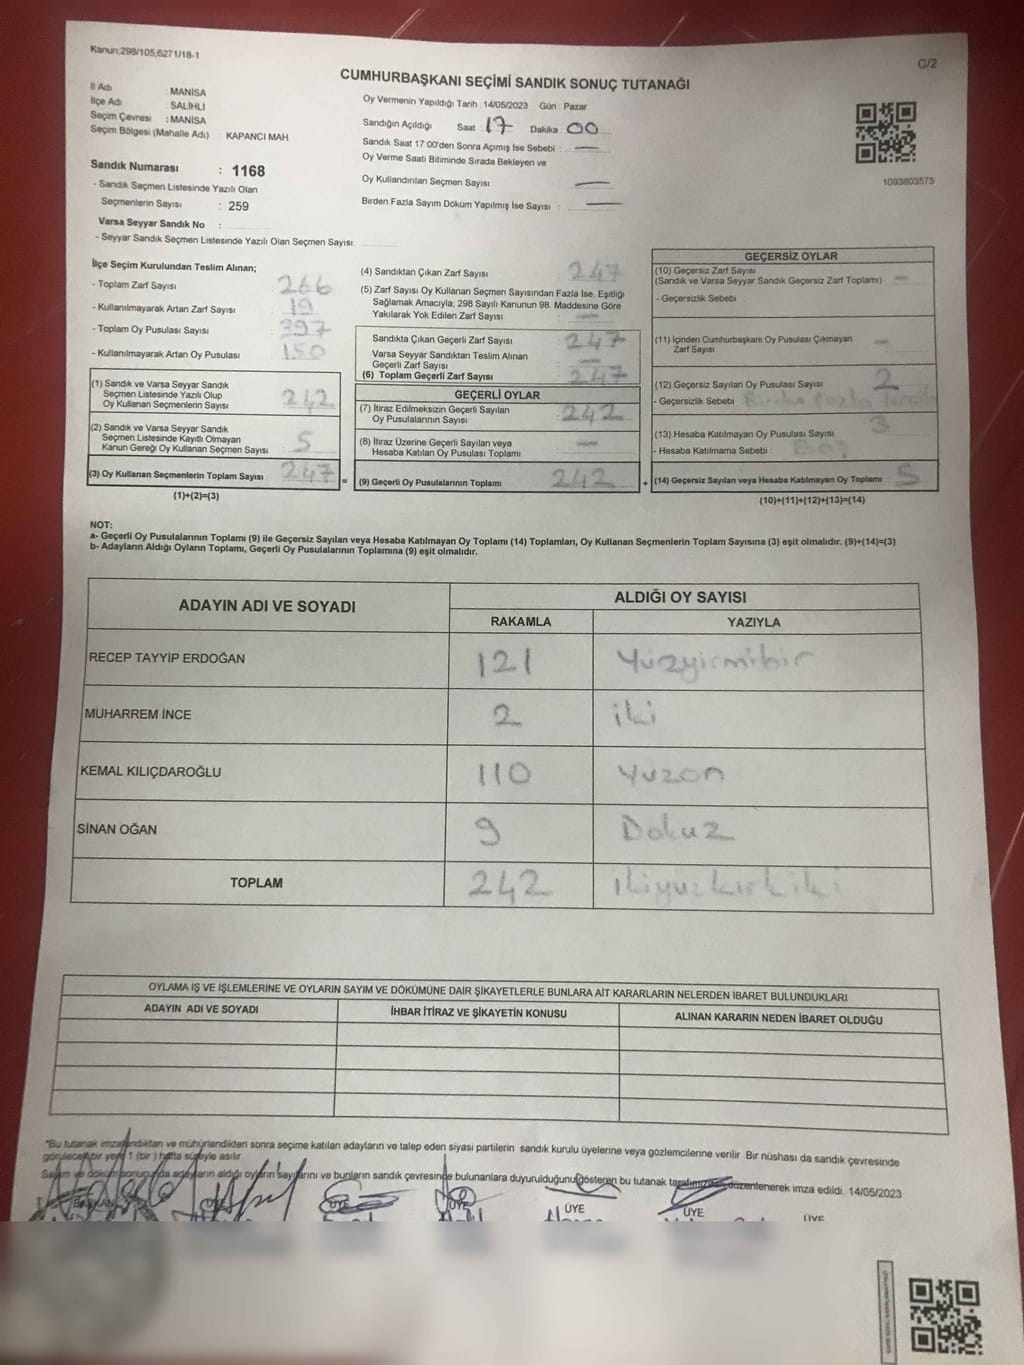 Kanun:298/105,6271/18-1
C/2
CUMHURBAŞKANI SEÇİMİ SANDIK SONUÇ TUTANAĞI
İl Adı : MANİSA
İlçe Adı : SALİHLİ
Seçim Çevresi : MANİSA
Seçim Bölgesi (Mahalle Adı) : KAPANCI MAH
Oy Vermenin Yapıldığı Tarih : 14/05/2023 Gün : Pazar
Sandığın Açıldığı Saat : 17 Dakika : 00
Sandık Saat 17:00'den Sonra Açımış İse Sebebi : —
Oy Verme Saati Bitiminde Sırada Bekleyen ve
Oy Kullandırılan Seçmen Sayısı —
Birden Fazla Sayım Döküm Yapılmış İse Sayısı : —
1093803575
Sandık Numarası : 1168
- Sandık Seçmen Listesinde Yazılı Olan
Seçmenlerin Sayısı : 259
Varsa Seyyar Sandık No :
- Seyyar Sandık Seçmen Listesinde Yazılı Olan Seçmen Sayısı
İlçe Seçim Kurulundan Teslim Alınan;
- Toplam Zarf Sayısı : 266
- Kullanılmayarak Artan Zarf Sayısı : 19
- Toplam Oy Pusulası Sayısı : 397
- Kullanılmayarak Artan Oy Pusulası : 150
(1) Sandık ve Varsa Seyyar Sandık
Seçmen Listesinde Yazılı Olup
Oy Kullanan Seçmenlerin Sayısı : 242
(2) Sandık ve Varsa Seyyar Sandık
Seçmen Listesinde Kayıtlı Olmayan
Kanun Gereği Oy Kullanan Seçmen Sayısı : 5
(3) Oy Kullanan Seçmenlerin Toplam Sayısı : 247 =
(1)+(2)=(3)
(4) Sandıktan Çıkan Zarf Sayısı : 247
(5) Zarf Sayısı Oy Kullanan Seçmen Sayısından Fazla İse, Eşitliği
Sağlamak Amacıyla; 298 Sayılı Kanunun 98. Maddesine Göre
Yakılarak Yok Edilen Zarf Sayısı : —
Sandıkta Çıkan Geçerli Zarf Sayısı : 247
Varsa Seyyar Sandıktan Teslim Alınan
Geçerli Zarf Sayısı : —
(6) Toplam Geçerli Zarf Sayısı : 247
GEÇERLİ OYLAR
(7) İtiraz Edilmeksizin Geçerli Sayılan
Oy Pusulalarının Sayısı : 242
(8) İtiraz Üzerine Geçerli Sayılan veya
Hesaba Katılan Oy Pusulası Toplamı : —
(9) Geçerli Oy Pusulalarının Toplamı : 242 +
GEÇERSİZ OYLAR
(10) Geçersiz Zarf Sayısı
(Sandık ve Varsa Seyyar Sandık Geçersiz Zarf Toplamı) : —
- Geçersizlik Sebebi :
(11) İçinden Cumhurbaşkanı Oy Pusulası Çıkmayan
Zarf Sayısı : —
(12) Geçersiz Sayılan Oy Pusulası Sayısı : 2
- Geçersizlik Sebebi : Birden fazla
(13) Hesaba Katılmayan Oy Pusulası Sayısı : 3
- Hesaba Katılmama Sebebi :
(14) Geçersiz Sayılan veya Hesaba Katılmayan Oy Toplamı : 5
(10)+(11)+(12)+(13)=(14)
NOT:
a- Geçerli Oy Pusulalarının Toplamı (9) ile Geçersiz Sayılan veya Hesaba Katılmayan Oy Toplamı (14) Toplamları, Oy Kullanan Seçmenlerin Toplam Sayısına (3) eşit olmalıdır. (9)+(14)=(3)
b- Adayların Aldığı Oyların Toplamı, Geçerli Oy Pusulalarının Toplamına (9) eşit olmalıdır.
ADAYIN ADI VE SOYADI ALDIĞI OY SAYISI
RAKAMLA YAZIYLA
RECEP TAYYİP ERDOĞAN 121 Yüzyirmibir
MUHARREM İNCE 2 iki
KEMAL KILIÇDAROĞLU 110 Yüzon
SİNAN OĞAN 9 Dokuz
TOPLAM 242 ikiyüzkırkiki
OYLAMA İŞ VE İŞLEMLERİNE VE OYLARIN SAYIM VE DÖKÜMÜNE DAİR ŞİKAYETLERLE BUNLARA AİT KARARLARIN NELERDEN İBARET BULUNDUKLARI
ADAYIN ADI VE SOYADI İHBAR İTİRAZ VE ŞİKAYETİN KONUSU ALINAN KARARIN NEDEN İBARET OLDUĞU
"Bu tutanak imzalandıktan ve mühürlendikten sonra seçime katılan adayların ve talep eden siyasi partilerin sandık kurulu üyelerine veya gözlemcilerine verilir. Bir nüshası da sandık çevresinde
görülecek bir yere 1 (bir) hafta süreyle asılır.
Sayım ve döküm sonucunda adayların aldığı oyların sayılarını ve bunların sandık çevresinde bulunanlara duyurulduğunu gösteren bu tutanak tarafımızdan düzenlenerek imza edildi. 14/05/2023
BAŞKAN ÜYE ÜYE ÜYE ÜYE ÜYE ÜYE